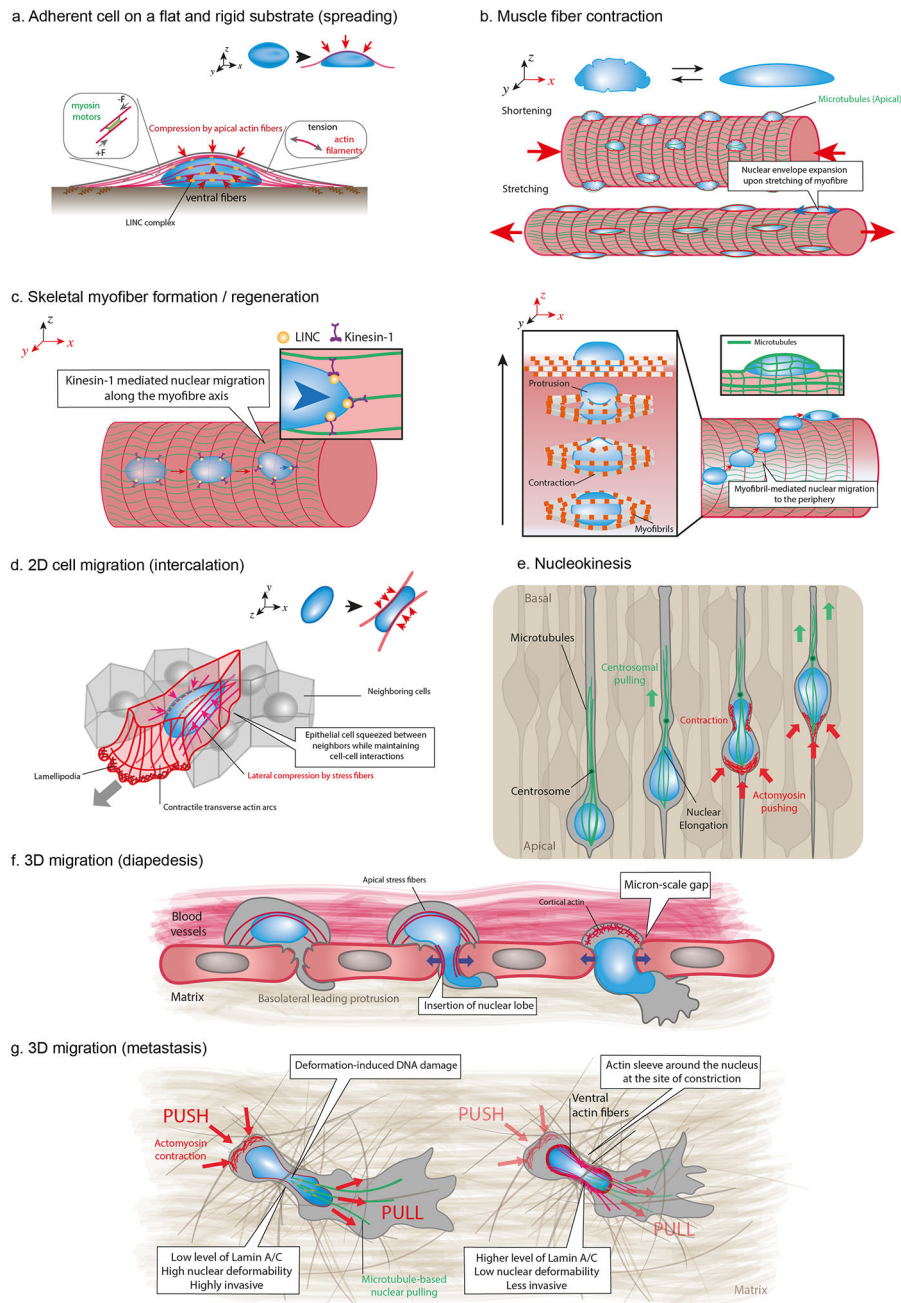 a. Adherent cell on a flat and rigid substrate (spreading)
z
y
x
myosin
motors
-F
+F
Compression by apical actin fibers
tension
actin
filaments
ventral fibers
LINC complex
b. Muscle fiber contraction
z
y
x
Microtubules (Apical)
Shortening
Nuclear envelope expansion
upon stretching of myofibre
Stretching
c. Skeletal myofiber formation / regeneration
z
y
x
LINC
Kinesin-1
Kinesin-1 mediated nuclear migration
along the myofibre axis
z
y
x
Protrusion
Contraction
Myofibrils
Microtubules
Myofibril-mediated nuclear migration
to the periphery
d. 2D cell migration (intercalation)
y
z
x
Neighboring cells
Epithelial cell squeezed between
neighbors while maintaining
cell-cell interactions
Lateral compression by stress fibers
Lamellipodia
Contractile transverse actin arcs
e. Nucleokinesis
Basal
Microtubules
Centrosomal
pulling
Contraction
Centrosome
Nuclear
Elongation
Actomyosin
pushing
Apical
f. 3D migration (diapedesis)
Apical stress fibers
Cortical actin
Micron-scale
gap
Blood
vessels
Matrix
Basolateral leading protrusion
Insertion of nuclear lobe
g. 3D migration (metastasis)
Deformation-induced DNA damage
PUSH
Actomyosin
contraction
PULL
Low level of Lamin A/C
High nuclear deformability
Highly invasive
Microtubule-based
nuclear pulling
Actin sleeve around the nucleus
at the site of constriction
PUSH
Ventral
actin fibers
PULL
Higher level of Lamin A/C
Low nuclear deformability
Less invasive
Matrix